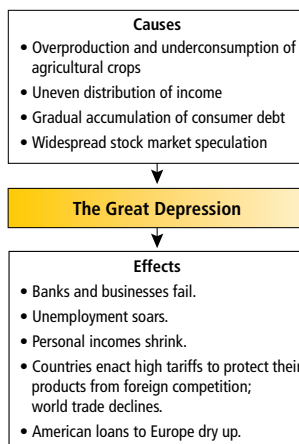 Causes
• Overproduction and underconsumption of
agricultural crops
• Uneven distribution of income
• Gradual accumulation of consumer debt
• Widespread stock market speculation
The Great Depression
Effects
• Banks and businesses fail.
• Unemployment soars.
• Personal incomes shrink.
• Countries enact high tariffs to protect their
products from foreign competition;
world trade declines.
• American loans to Europe dry up.